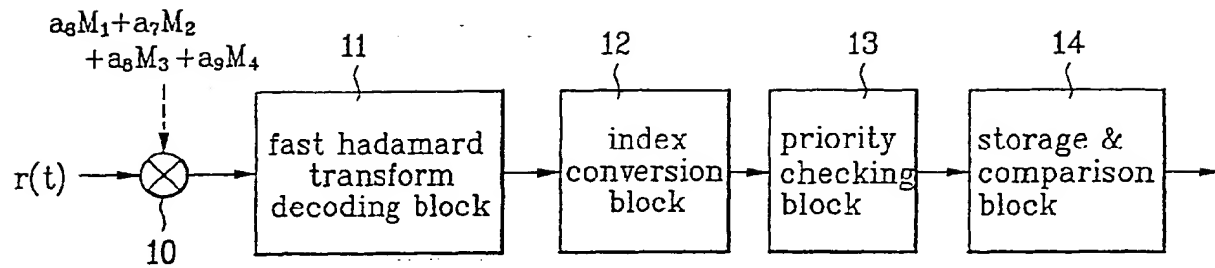 a₆M₁+a₇M₂
+a₈M₃+a₉M₄
11
12
13
14
r(t)
10
fast hadamard
transform
decoding block
index
conversion
block
priority
checking
block
storage &
comparison
block